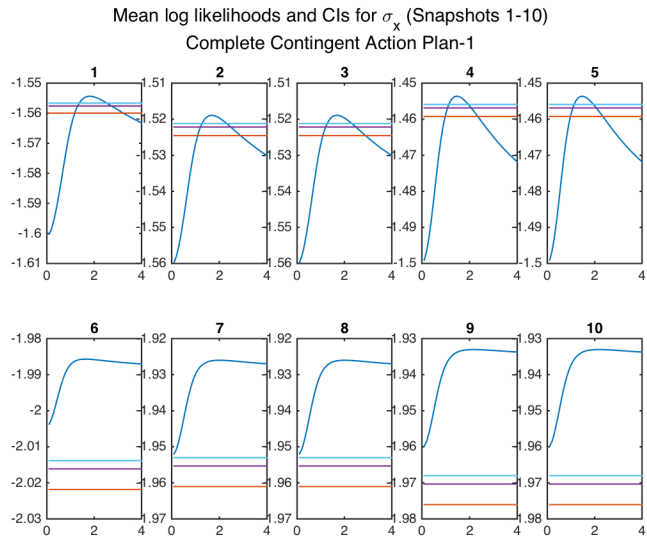 Mean log likelihoods and CIs for σx (Snapshots 1-10)
Complete Contingent Action Plan-1
1 2 3 4 5
-1.55 -1.51 -1.51 -1.45 -1.45
-1.56 -1.52 -1.52 -1.46 -1.46
-1.57 -1.53 -1.53 -1.47 -1.47
-1.58 -1.54 -1.54 -1.48 -1.48
-1.59 -1.55 -1.55 -1.49 -1.49
-1.6 -1.56 -1.56 -1.5 -1.5
-1.61
0 2 4 0 2 4 0 2 4 0 2 4 0 2 4
6 7 8 9 10
-1.98 -1.92 -1.92 -1.93 -1.93
-1.99 -1.93 -1.93 -1.94 -1.94
-2 -1.94 -1.94 -1.95 -1.95
-2.01 -1.95 -1.95 -1.96 -1.96
-2.02 -1.96 -1.96 -1.97 -1.97
-2.03 -1.97 -1.97 -1.98 -1.98
0 2 4 0 2 4 0 2 4 0 2 4 0 2 4